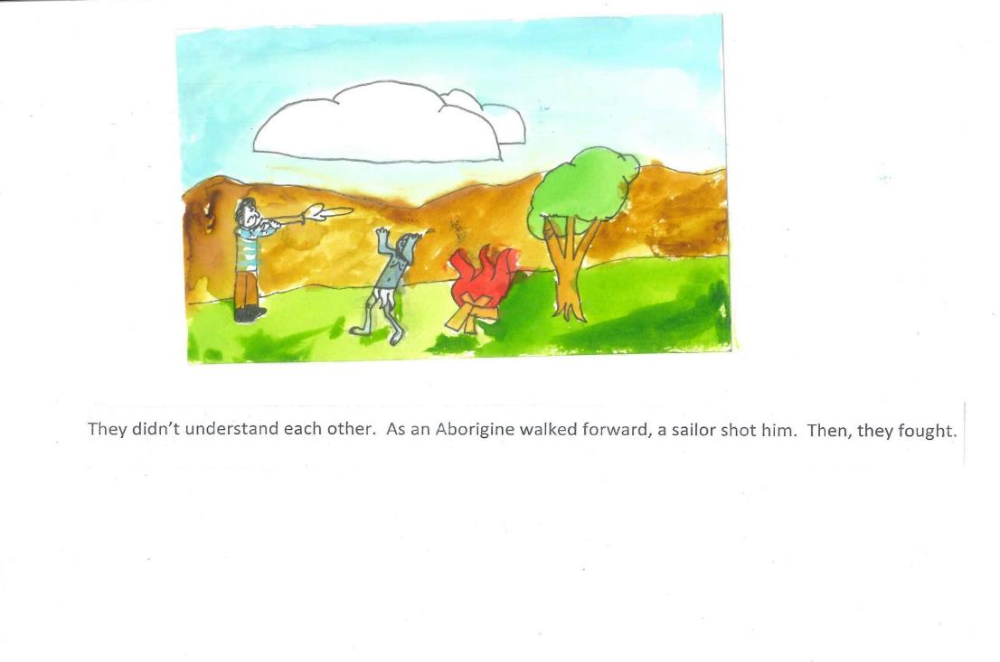 They didn’t understand each other.  As an Aborigine walked forward, a sailor shot him.  Then, they fought.